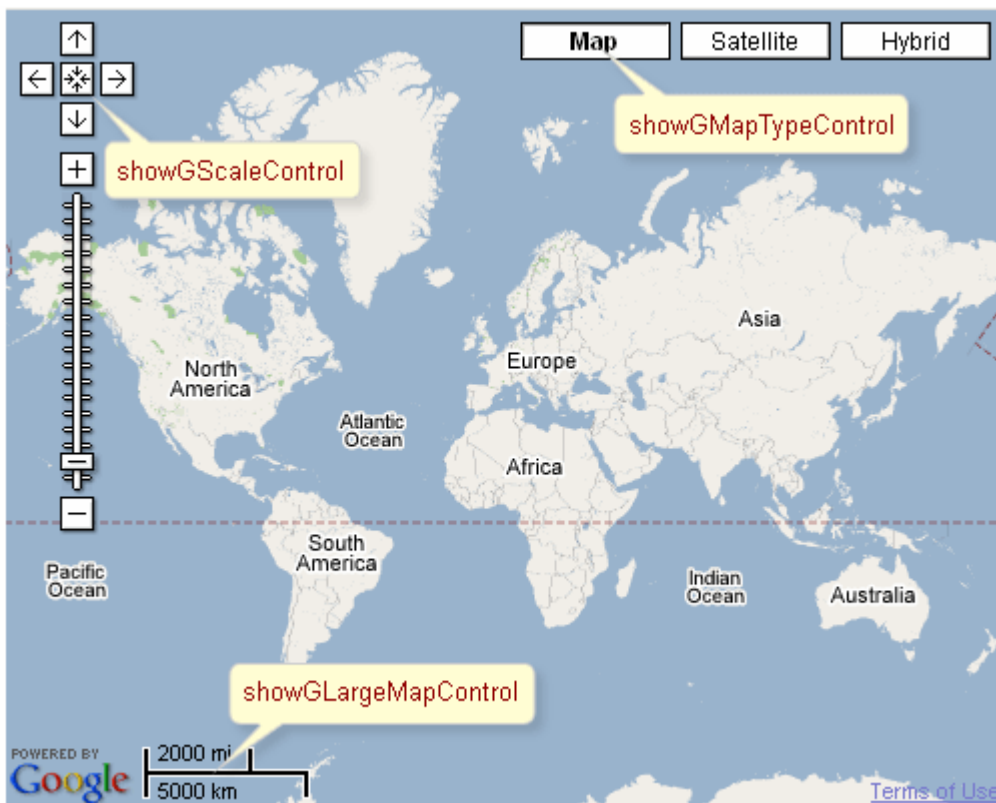 Map
Satellite
Hybrid
showGMapTypeControl
showGScaleControl
+
Asia
Europe
North
America
Atlantic
Ocean
Africa
−
South
America
Pacific
Ocean
Indian
Ocean
Australia
showGLargeMapControl
POWERED BY
Google
2000 mi
5000 km
Terms of Use